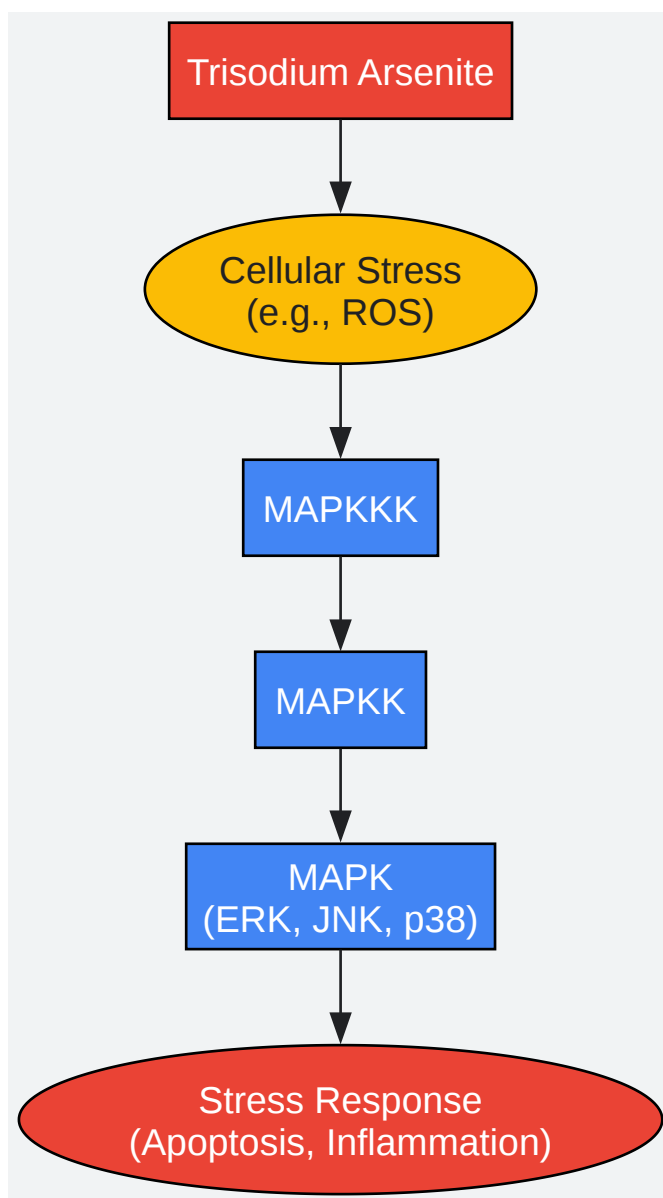 Trisodium Arsenite
Cellular Stress
(e.g., ROS)
MAPKKK
MAPKK
MAPK
(ERK, JNK, p38)
Stress Response
(Apoptosis, Inflammation)